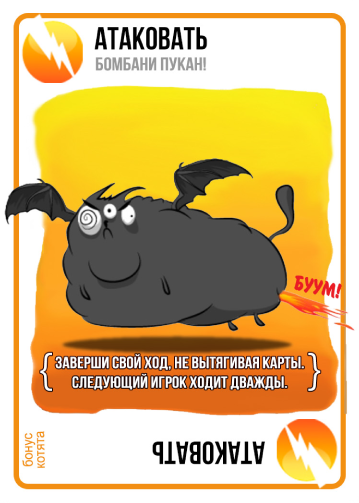 АТАКОВАТЬ
БОМБАНИ ПУКАН!
БУУМ!
ЗАВЕРШИ СВОЙ ХОД, НЕ ВЫТЯГИВАЯ КАРТЫ.
СЛЕДУЮЩИЙ ИГРОК ХОДИТ ДВАЖДЫ.
бонус
котята
АТАКОВАТЬ